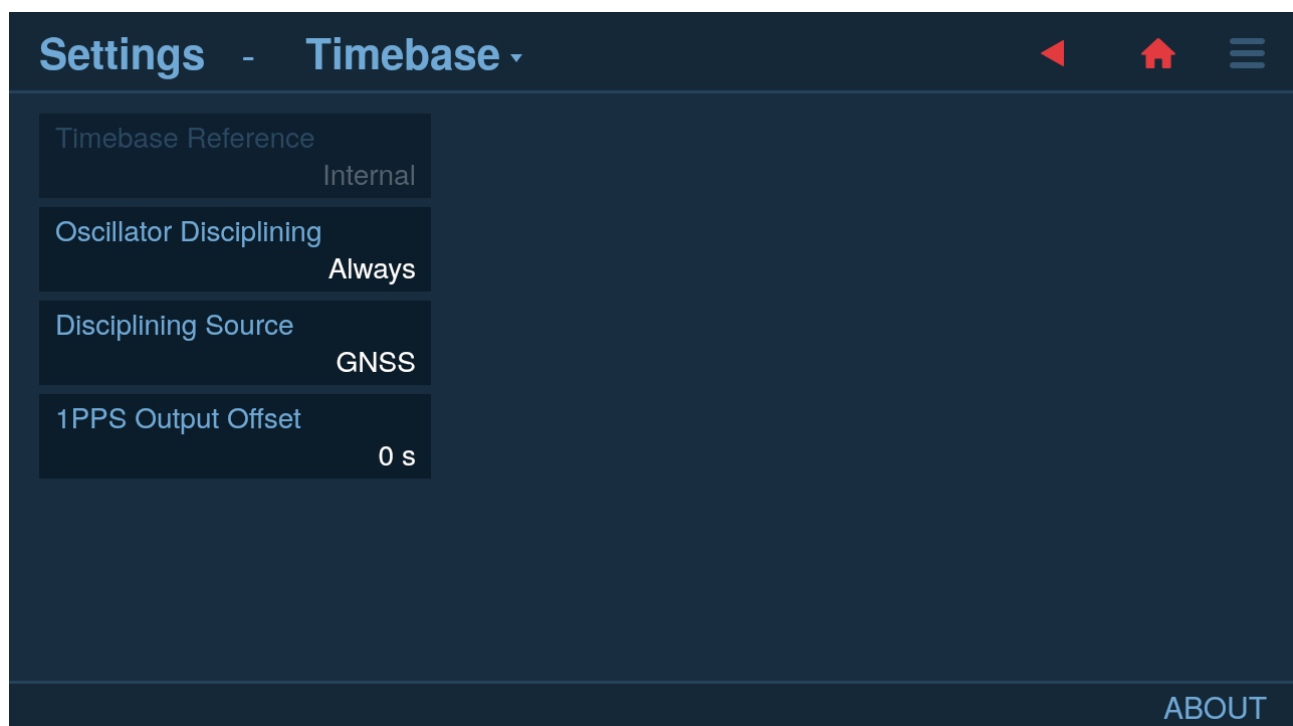 Settings - Timebase
Timebase Reference
Internal
Oscillator Disciplining
Always
Disciplining Source
GNSS
1PPS Output Offset
0 s
ABOUT